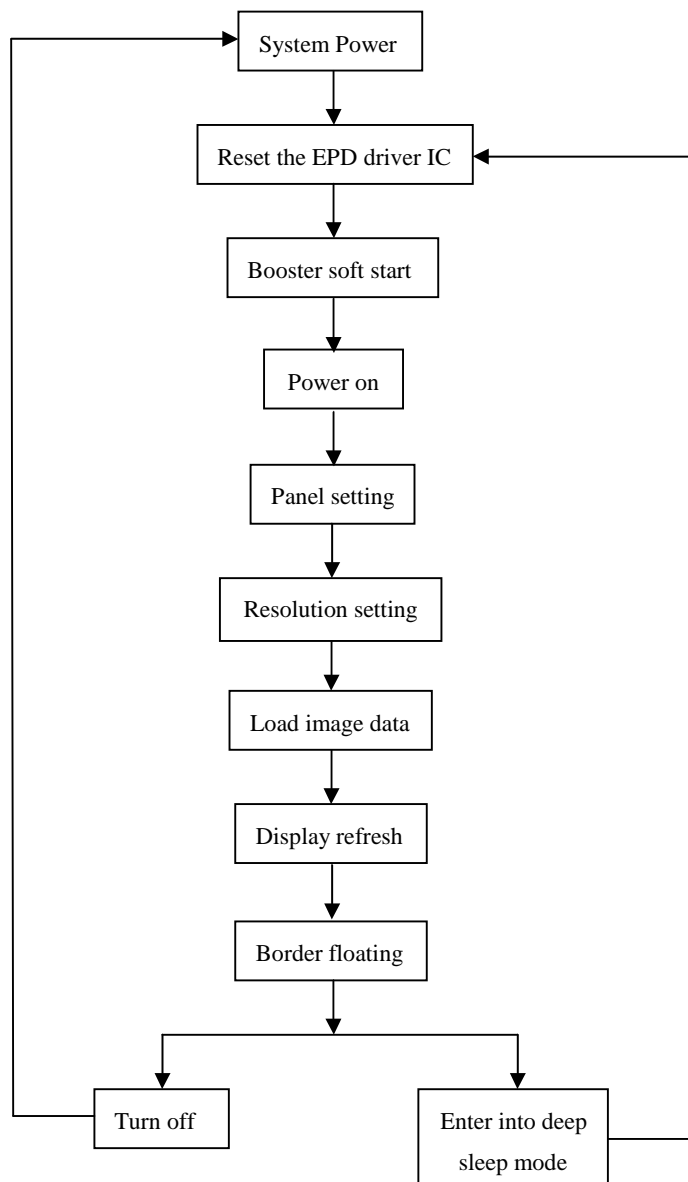 System Power
Reset the EPD driver IC
Booster soft start
Power on
Panel setting
Resolution setting
Load image data
Display refresh
Border floating
Turn off
Enter into deep
sleep mode